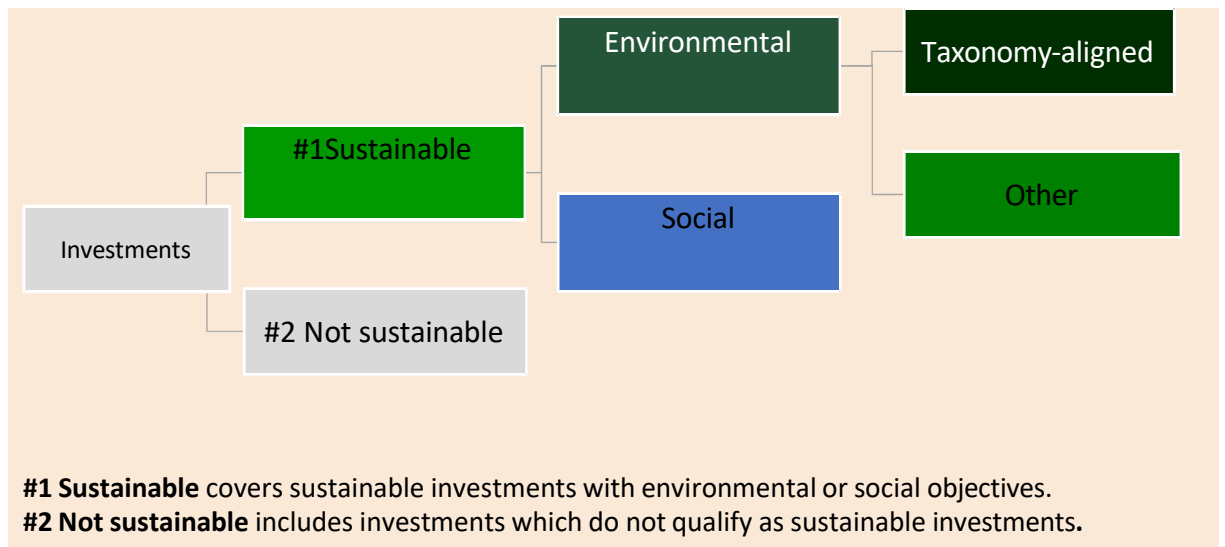 Environmental
Taxonomy-aligned
#1Sustainable
Other
Social
Investments
#2 Not sustainable
#1 Sustainable covers sustainable investments with environmental or social objectives.
#2 Not sustainable includes investments which do not qualify as sustainable investments.